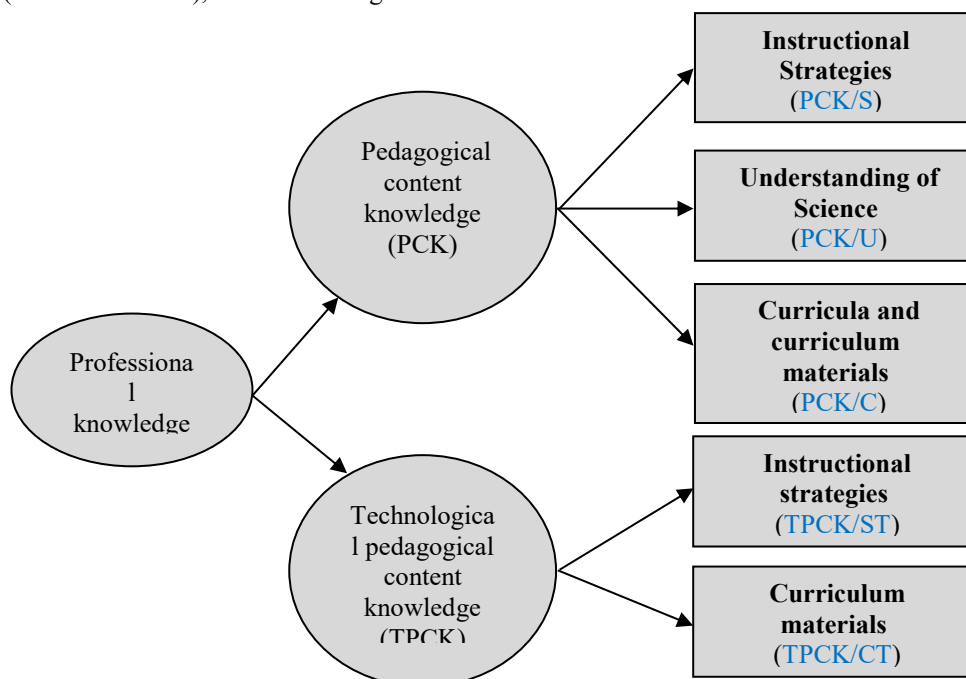 Instructional
Strategies
(PCK/S)
Pedagogical
content
knowledge
(PCK)
Understanding of
Science
(PCK/U)
Curricula and
curriculum
materials
(PCK/C)
Professiona
l
knowledge
Instructional
strategies
(TPCK/ST)
Technologica
l pedagogical
content
knowledge
(TPCK)
Curriculum
materials
(TPCK/CT)